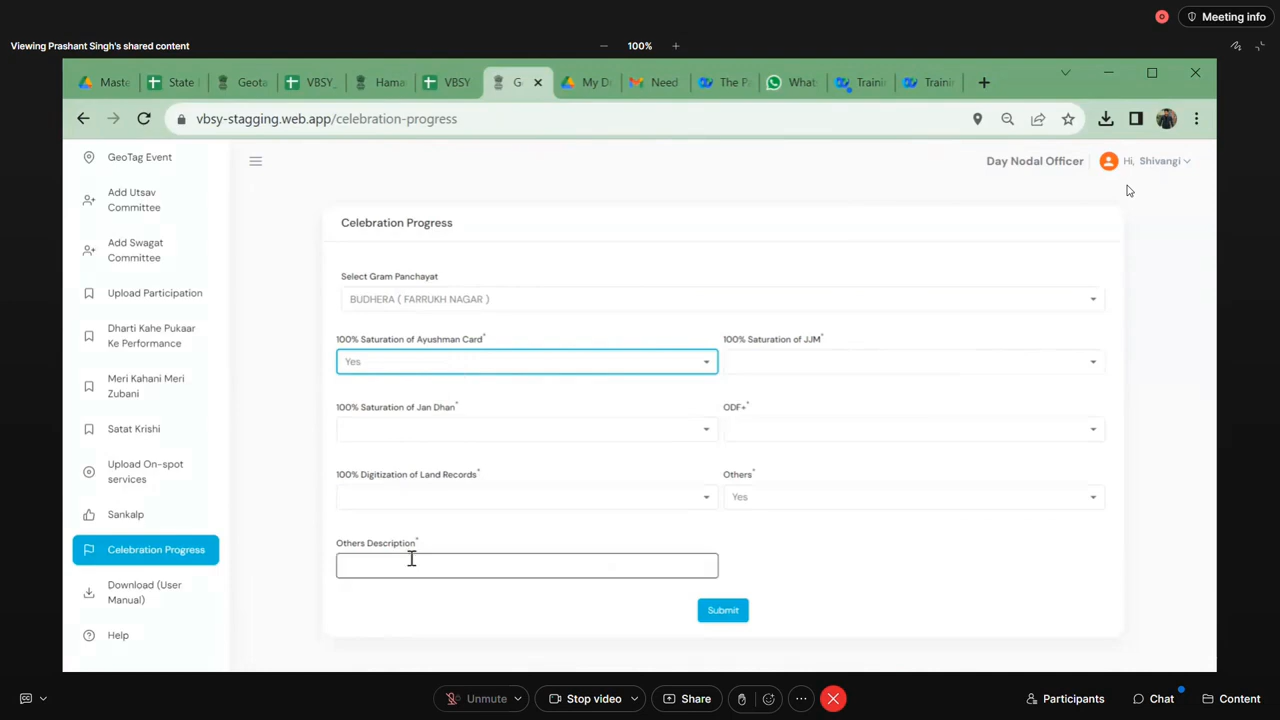 Meeting info
Viewing Prashant Singh's shared content
100%
Maste
State
Geota
VBSY_
Hama
VBSY
G
My D
Need
The Pa
What
Trainin
Trainin
vbsy-stagging.web.app/celebration-progress
GeoTag Event
Add Utsav
Committee
Add Swagat
Committee
Upload Participation
Dharti Kahe Pukaar
Ke Performance
Meri Kahani Meri
Zubani
Satat Krishi
Upload On-spot
services
Sankalp
Celebration Progress
Download (User
Manual)
Help
Day Nodal Officer
Hi, Shivangi
Celebration Progress
Select Gram Panchayat
BUDHERA ( FARRUKH NAGAR )
100% Saturation of Ayushman Card*
100% Saturation of JJM*
Yes
100% Saturation of Jan Dhan*
ODF+*
100% Digitization of Land Records*
Others*
Yes
Others Description*
Submit
Unmute
Stop video
Share
Participants
Chat
Content